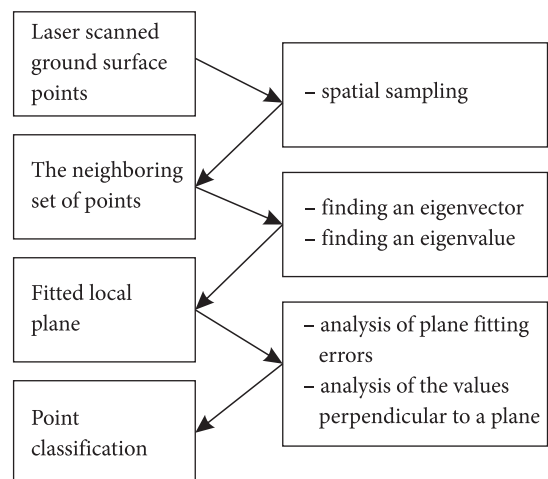 Laser scanned
ground surface
points
– spatial sampling
The neighboring
set of points
– finding an eigenvector
– finding an eigenvalue
Fitted local
plane
– analysis of plane fitting
errors
– analysis of the values
perpendicular to a plane
Point
classification